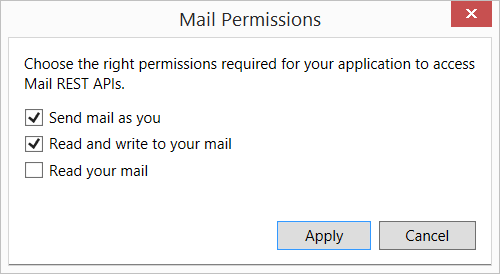 Mail Permissions
Choose the right permissions required for your application to access
Mail REST APIs.
Send mail as you
Read and write to your mail
Read your mail
Apply
Cancel